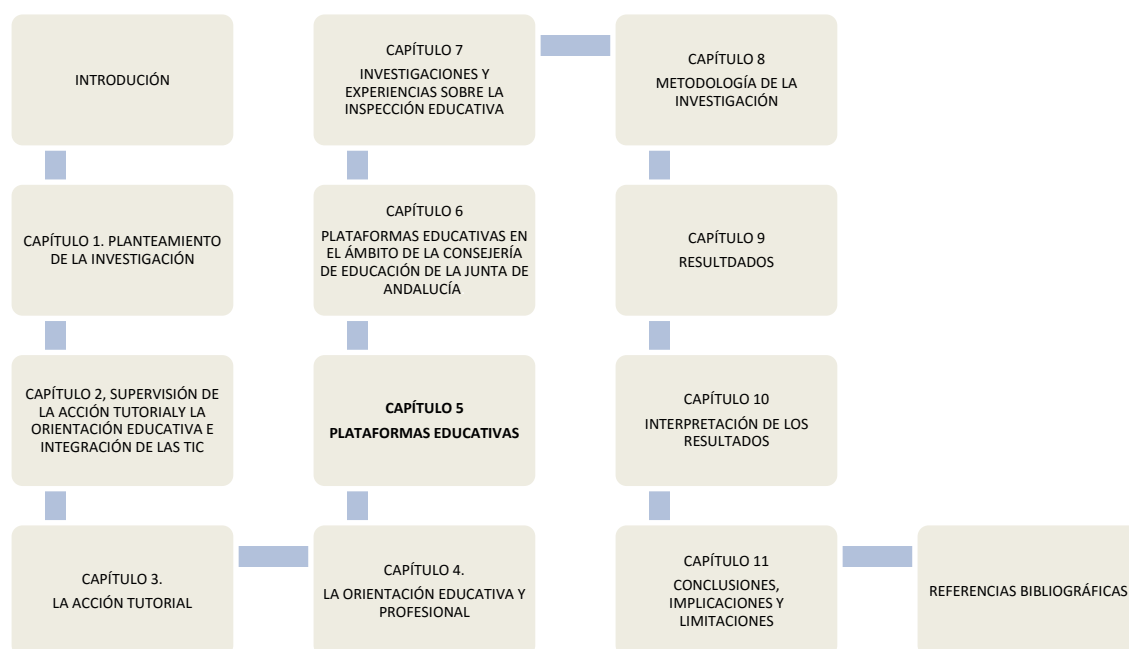 INTRODUCIÓN
CAPÍTULO 1. PLANTEAMIENTO
DE LA INVESTIGACIÓN
CAPÍTULO 2, SUPERVISIÓN DE
LA ACCIÓN TUTORIALY LA
ORIENTACIÓN EDUCATIVA E
INTEGRACIÓN DE LAS TIC
CAPÍTULO 3.
LA ACCIÓN TUTORIAL
CAPÍTULO 4.
LA ORIENTACIÓN EDUCATIVA Y
PROFESIONAL
CAPÍTULO 5
PLATAFORMAS EDUCATIVAS
CAPÍTULO 6
PLATAFORMAS EDUCATIVAS EN
EL ÁMBITO DE LA CONSEJERÍA
DE EDUCACIÓN DE LA JUNTA DE
ANDALUCÍA
CAPÍTULO 7
INVESTIGACIONES Y
EXPERIENCIAS SOBRE LA
INSPECCIÓN EDUCATIVA
CAPÍTULO 8
METODOLOGÍA DE LA
INVESTIGACIÓN
CAPÍTULO 9
RESULTDADOS
CAPÍTULO 10
INTERPRETACIÓN DE LOS
RESULTADOS
CAPÍTULO 11
CONCLUSIONES,
IMPLICACIONES Y
LIMITACIONES
REFERENCIAS BIBLIOGRÁFICAS